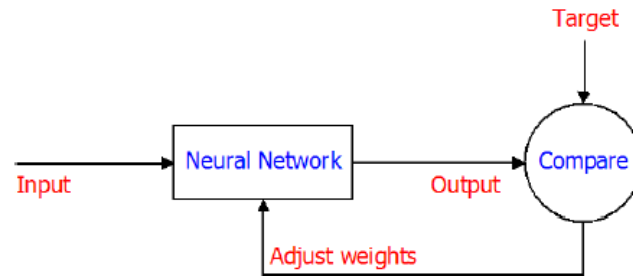 Target
Neural Network
Compare
Input
Output
Adjust weights